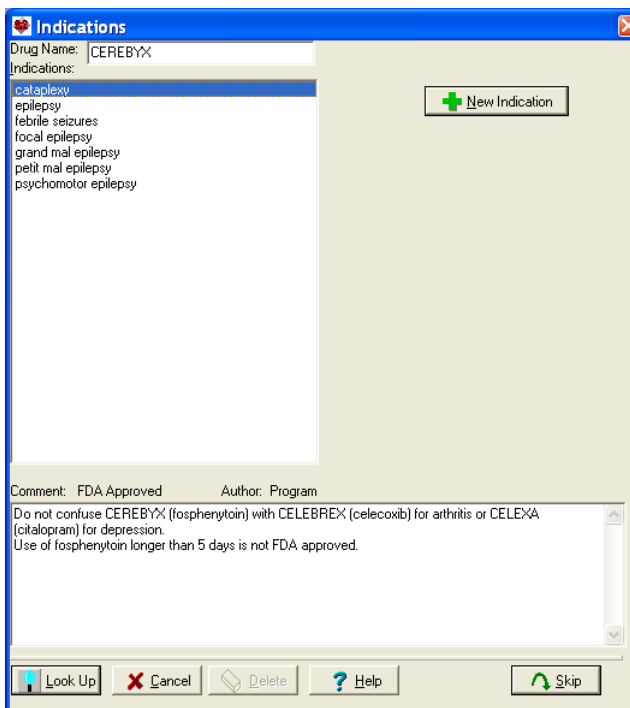 Indications
Drug Name: CEREBYX
Indications:
cataplexy
epilepsy
febrile seizures
focal epilepsy
grand mal epilepsy
petit mal epilepsy
psychomotor epilepsy
New Indication
Comment: FDA Approved Author: Program
Do not confuse CEREBYX (fosphenytoin) with CELEBREX (celecoxib) for arthritis or CELEXA
(citalopram) for depression.
Use of fosphenytoin longer than 5 days is not FDA approved.
Look Up Cancel Delete Help Skip